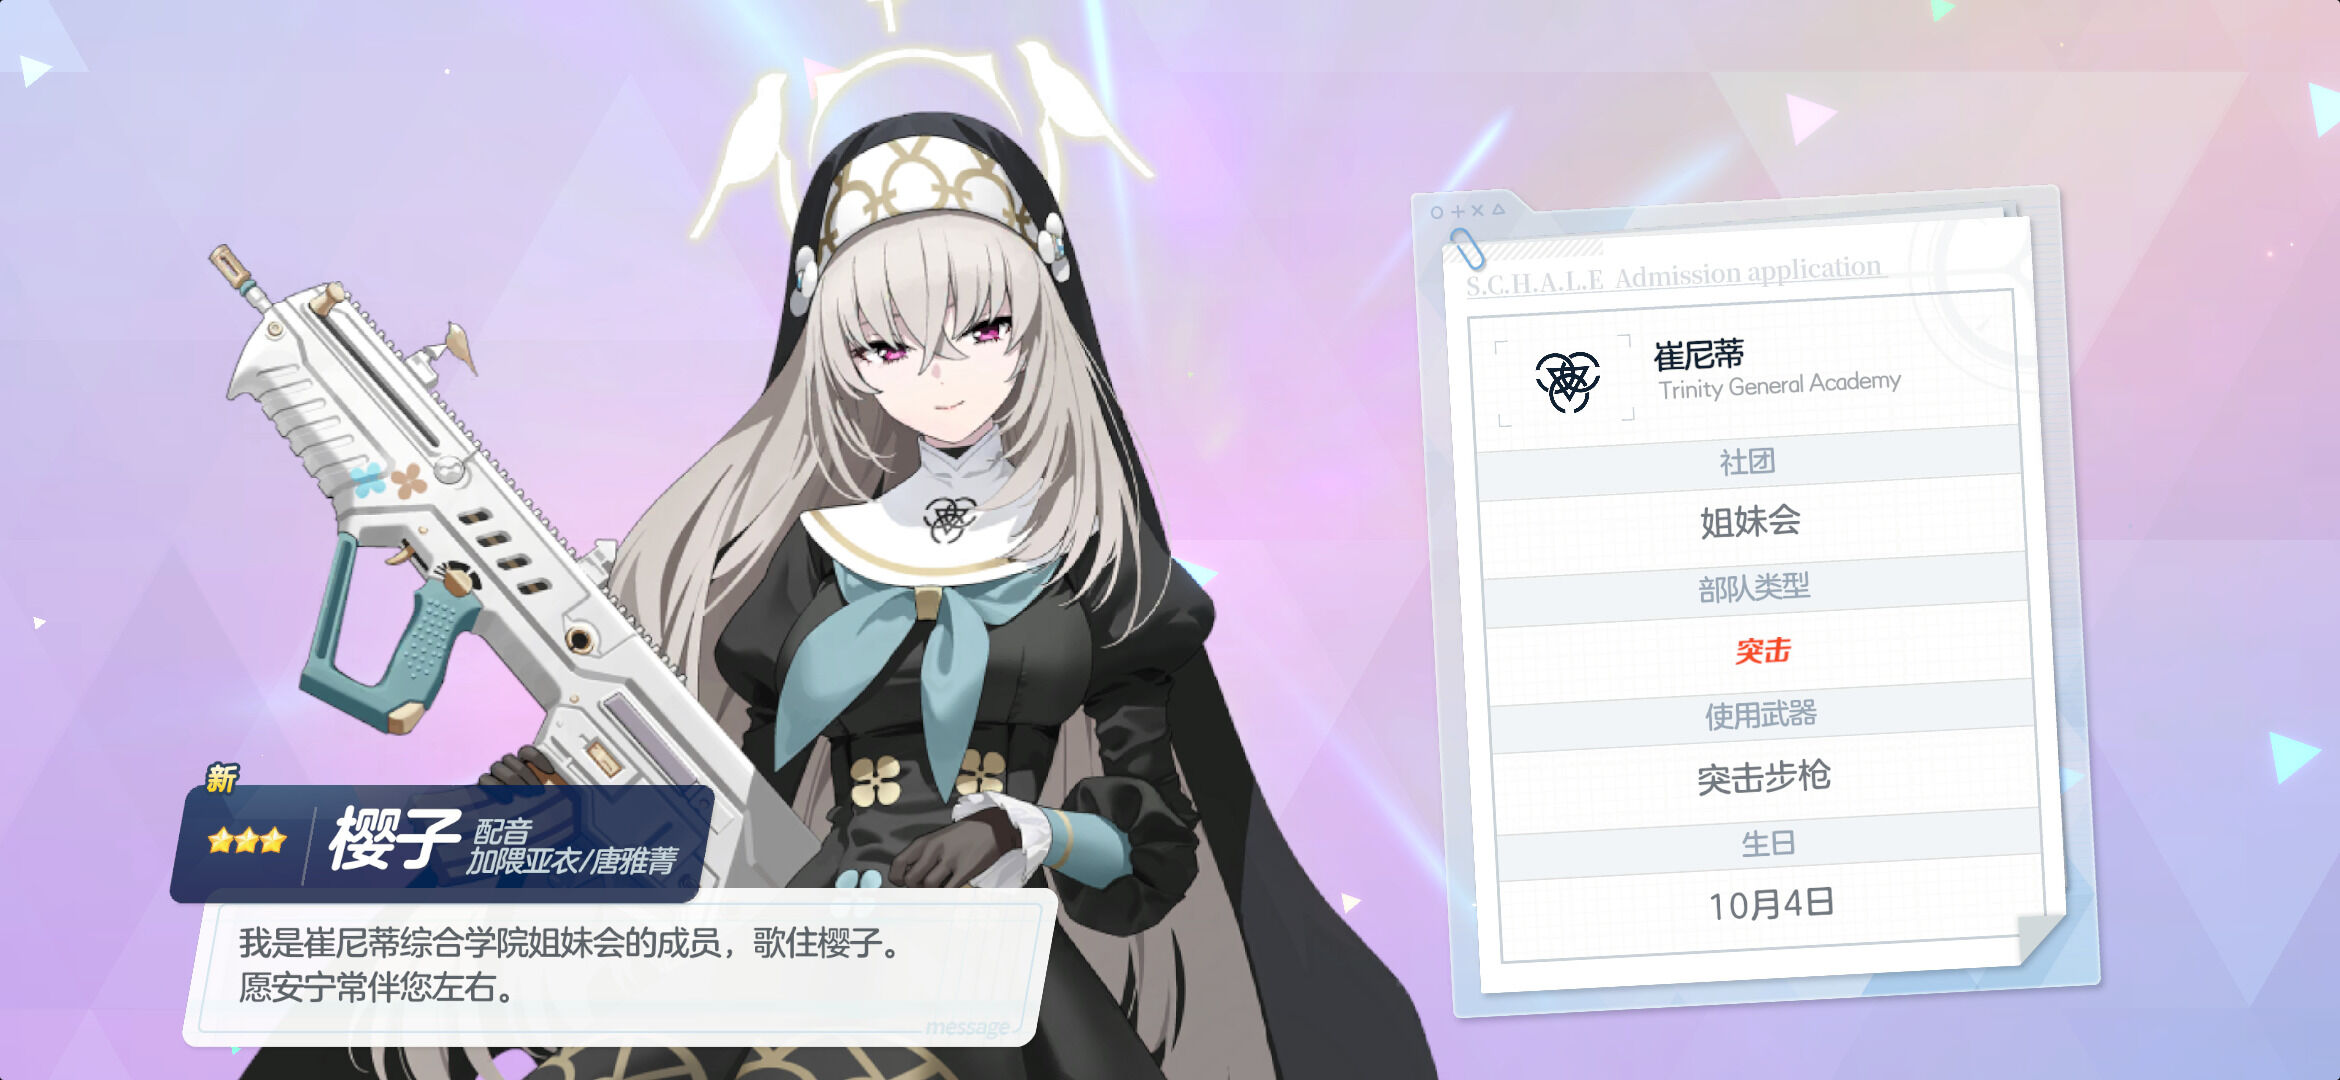 S.C.H.A.L.E Admission application
崔尼蒂
Trinity General Academy
社团
姐妹会
部队类型
突击
使用武器
突击步枪
生日
10月4日
新
樱子
配音
加隈亚衣/唐雅菁
我是崔尼蒂综合学院姐妹会的成员，歌住樱子。
愿安宁常伴您左右。
message